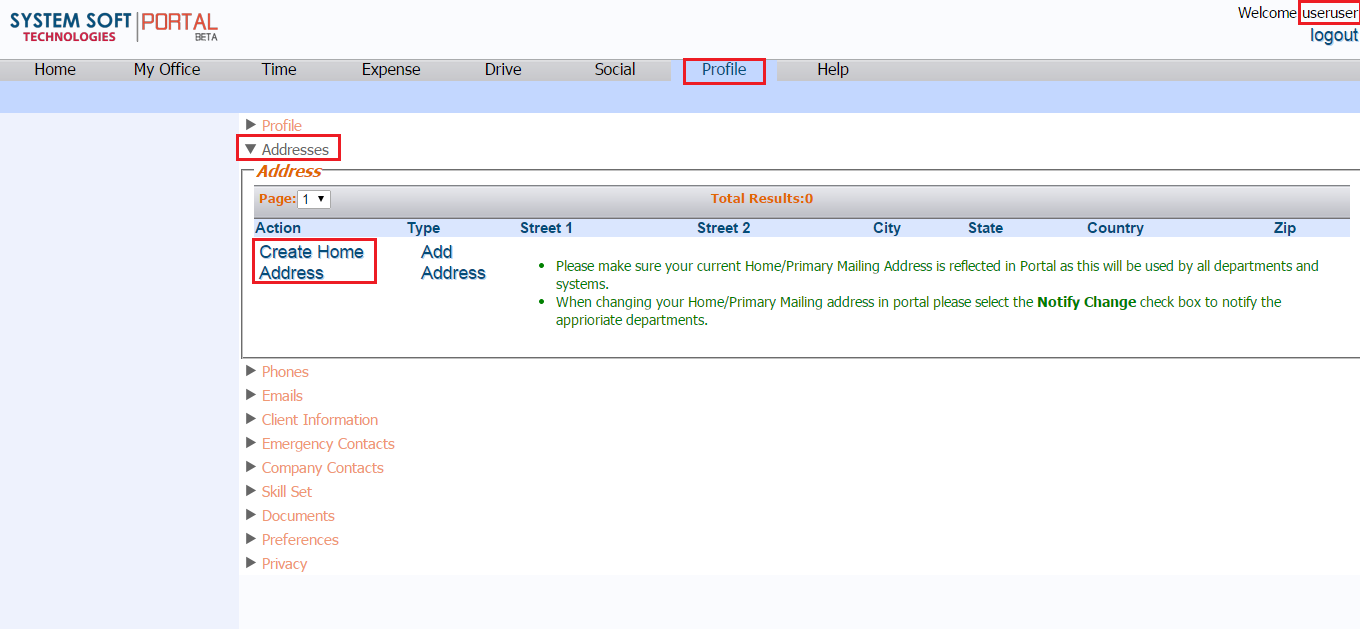 SYSTEM SOFT PORTAL
TECHNOLOGIES BETA
Welcome useruser
logout
Home My Office Time Expense Drive Social Profile Help
Profile
Addresses
Address
Page: 1 Total Results:0
Action Type Street 1 Street 2 City State Country Zip
Create Home Address
Add Address
Please make sure your current Home/Primary Mailing Address is reflected in Portal as this will be used by all departments and
systems.
When changing your Home/Primary Mailing address in portal please select the Notify Change check box to notify the
apprioriate departments.
Phones
Emails
Client Information
Emergency Contacts
Company Contacts
Skill Set
Documents
Preferences
Privacy